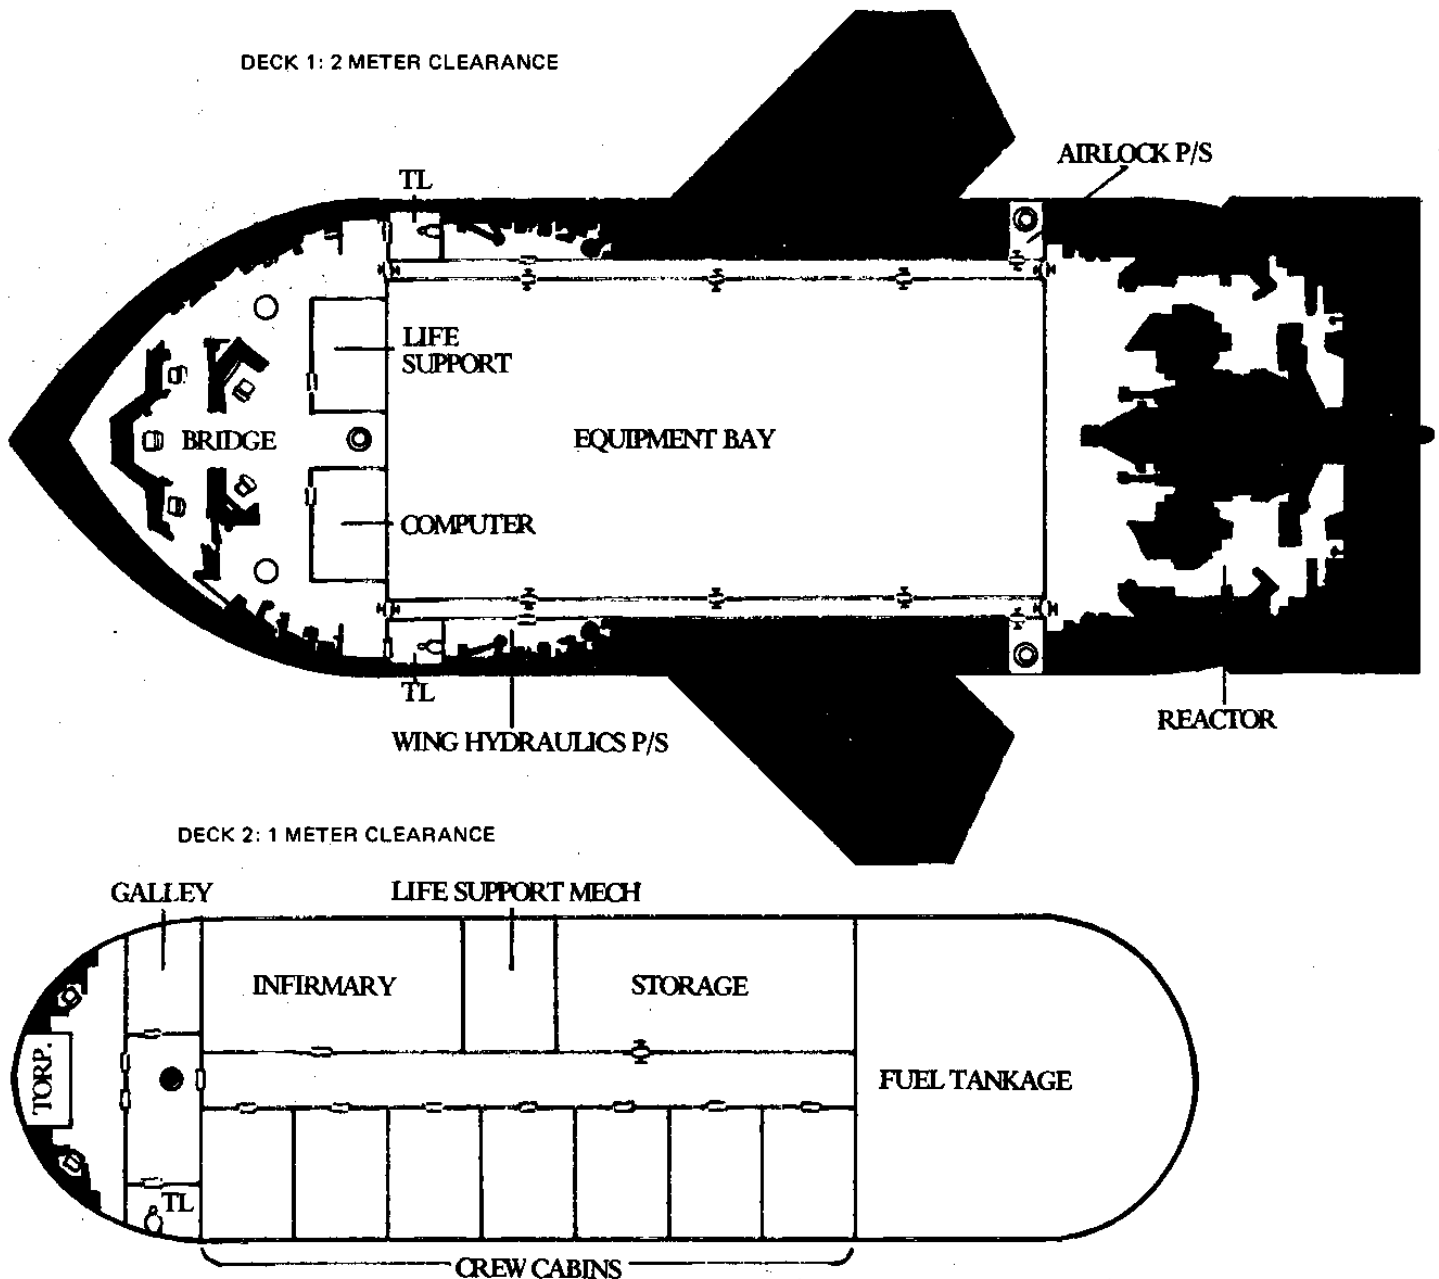 DECK 1: 2 METER CLEARANCE
AIRLOCK P/S
TL
LIFE
SUPPORT
BRIDGE
EQUIPMENT BAY
COMPUTER
TL
REACTOR
WING HYDRAULICS P/S
DECK 2: 1 METER CLEARANCE
GALLEY
LIFE SUPPORT MECH
INFIRMARY
STORAGE
TORP.
FUEL TANKAGE
TL
CREW CABINS